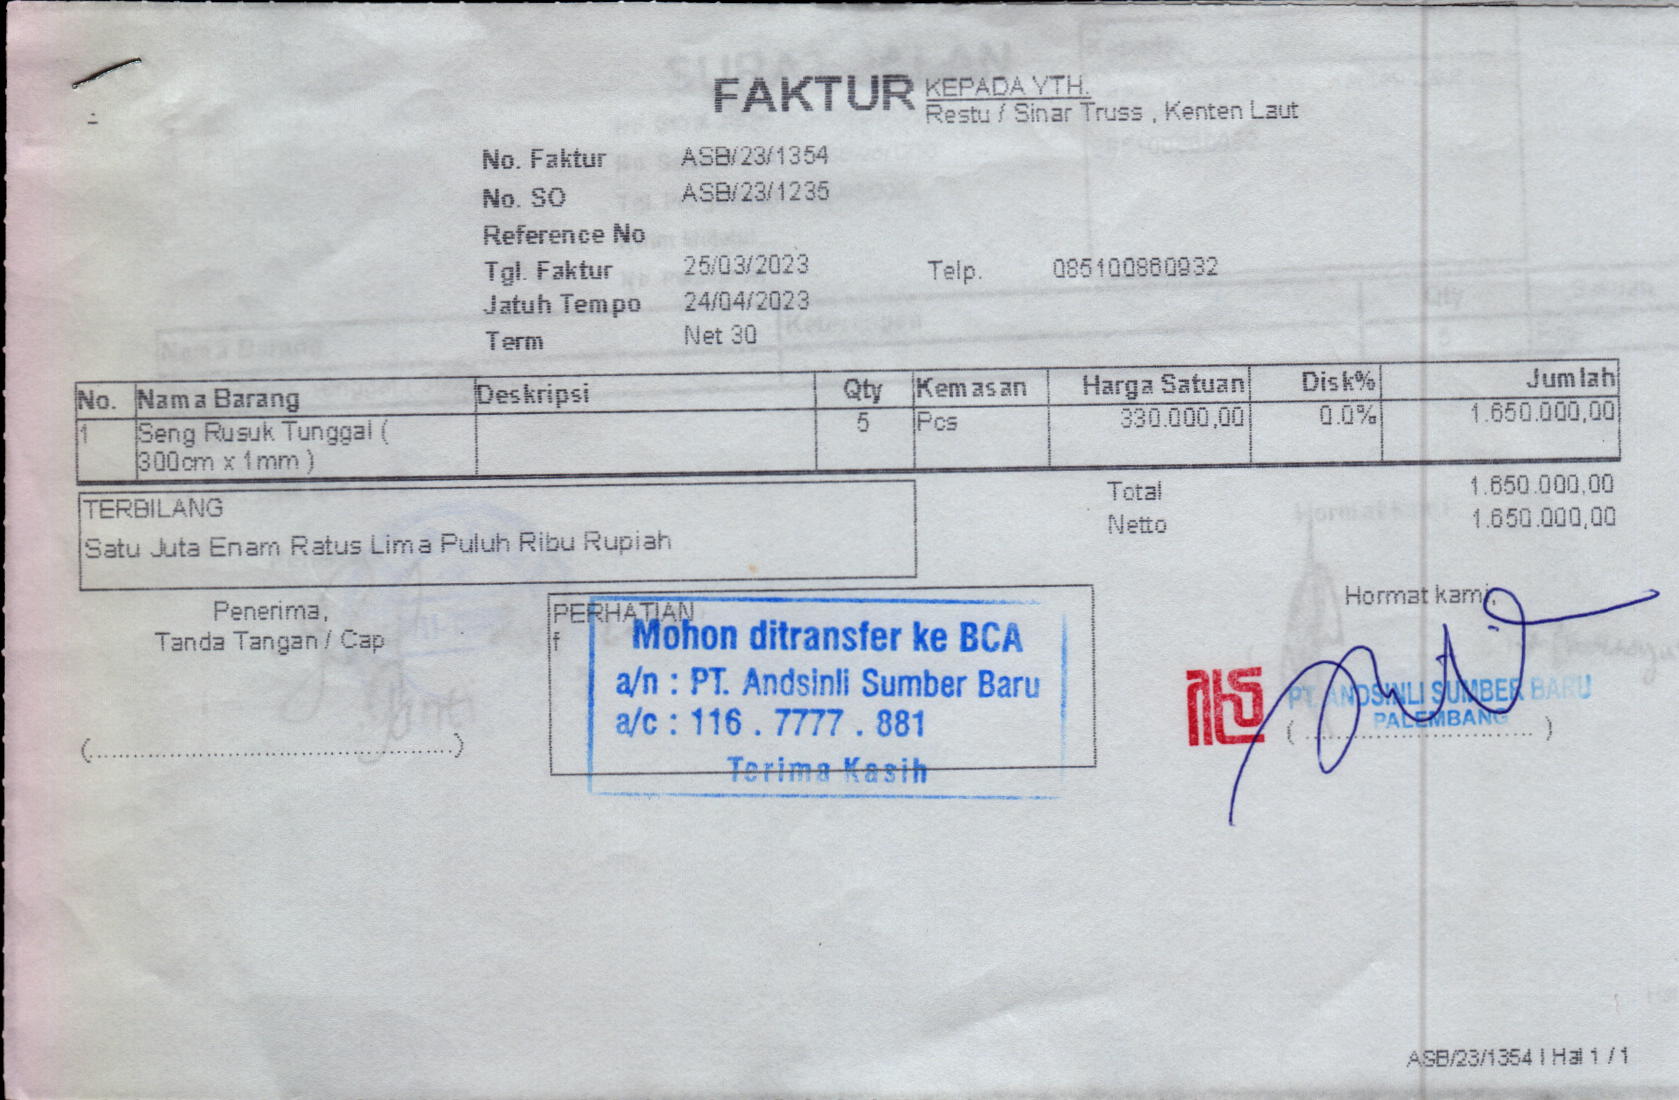 FAKTUR
KEPADA YTH.
Restu / Sinar Truss , Kenten Laut
No. Faktur ASB/23/1354
No. SO ASB/23/1235
Reference No
Tgl. Faktur 25/03/2023 Telp. 085100860932
Jatuh Tempo 24/04/2023
Term Net 30
No. Nama Barang Deskripsi Qty Kemasan Harga Satuan Disk% Jumlah
1 Seng Rusuk Tunggal ( 5 Pcs 330.000,00 0.0% 1.650.000,00
300cm x 1mm )
Total 1.650.000,00
Netto 1.650.000,00
TERBILANG
Satu Juta Enam Ratus Lima Puluh Ribu Rupiah
Penerima,
Tanda Tangan / Cap
(.......................................................)
PERHATIAN
f
Mohon ditransfer ke BCA
a/n : PT. Andsinli Sumber Baru
a/c : 116 . 7777 . 881
Terima Kasih
Hormat kami,
PT. ANDSINLI SUMBER BARU
PALEMBANG
( ................................... )
ASB/23/1354 | Hal 1 / 1